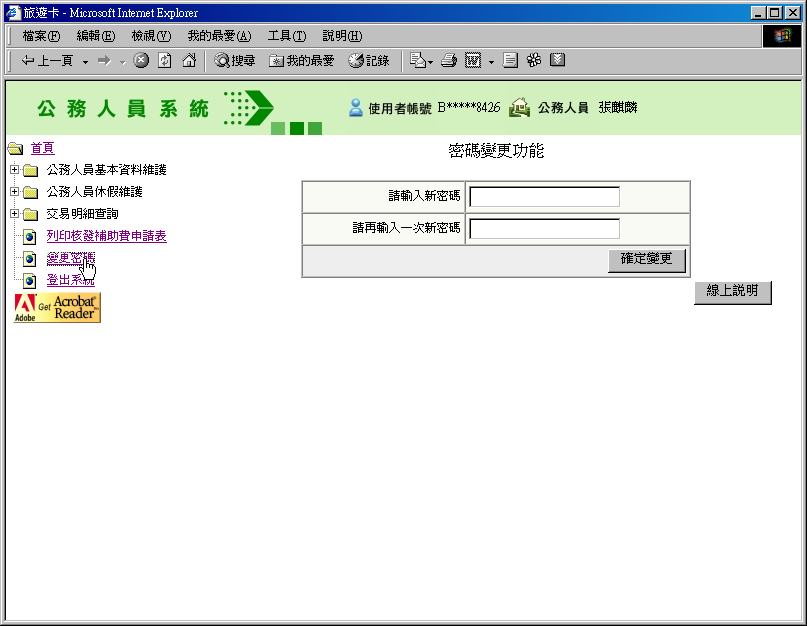 旅遊卡 - Microsoft Internet Explorer
檔案(F) 編輯(E) 檢視(V) 我的最愛(A) 工具(T) 說明(H)
上一頁 搜尋 我的最愛 記錄
公務人員系統 使用者帳號 B*****8426 公務人員 張麒麟
首頁
公務人員基本資料維護
公務人員休假維護
交易明細查詢
列印核發補助費申請表
變更密碼
登出系統
Adobe Get Acrobat Reader
密碼變更功能
請輸入新密碼
請再輸入一次新密碼
確定變更
線上說明